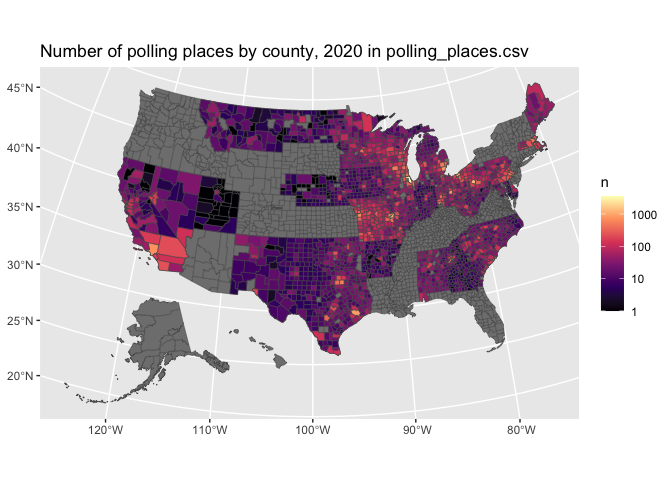 Number of polling places by county, 2020 in polling_places.csv
45°N
40°N
35°N
30°N
25°N
20°N
120°W
110°W
100°W
90°W
80°W
n
1000
100
10
1